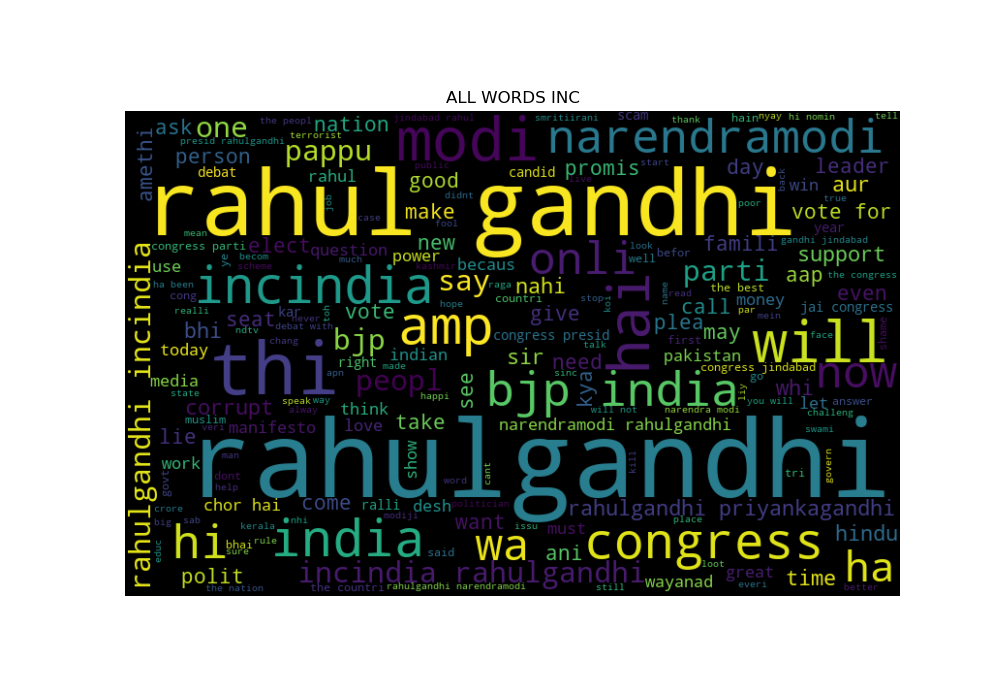 ALL WORDS INC
the peopl
jindabad rahul
smritiirani
scam
thank
nyay
hi nomin
tell
amethi
ask
one
terrorist
nation
modi
narendramodi
hain
presid rahulgandhi
person
pappu
public
promis
start
day
leader
debat
rahul
good
candid
live
back
win
aur
rahul gandhi
job
didnt
poor
true
case
make
fool
vote for
mean
new
year
gandhi jindabad
congress parti
elect
question
onli
look
befor
famili
support
ye
becom
much
power
becaus
well
use
scheme
kashmir
say
nahi
parti
aap
the congress
ha been
incindia
raga
countri
stop
koi
hai
name
read
call
the best
money
even
cong
hope
give
par
jai congress
realli
kar
vote
amp
bhi
seat
never
toh
congress presid
first
plea
may
mein
face
will
shame
ndtv
debat with
talk
today
chang
bjp
indian
sir
need
pakistan
right
made
thi
apn
congress jindabad
whi
now
media
peopl
see
bjp india
kya
go
state
speak
way
happi
liy
you will
let
answer
corrupt
alway
think
will not
narendra modi
challeng
muslim
veri
manifesto
love
take
narendramodi rahulgandhi
swami
lie
man
show
rahulgandhi
kill
work
dont
word
cant
tri
govern
govt
help
rahulgandhi incindia
crore
chor hai
come
ralli
desh
politician
rahulgandhi priyankagandhi
big
sab
kerala
nhi
modiji
want
issu
must
place
hindu
hi
bhai
rule
india
said
wa
ani
congress
educ
sure
loot
ha
polit
incindia rahulgandhi
sinc
wayanad
great
time
the nation
the countri
rahulgandhi narendramodi
still
everi
better